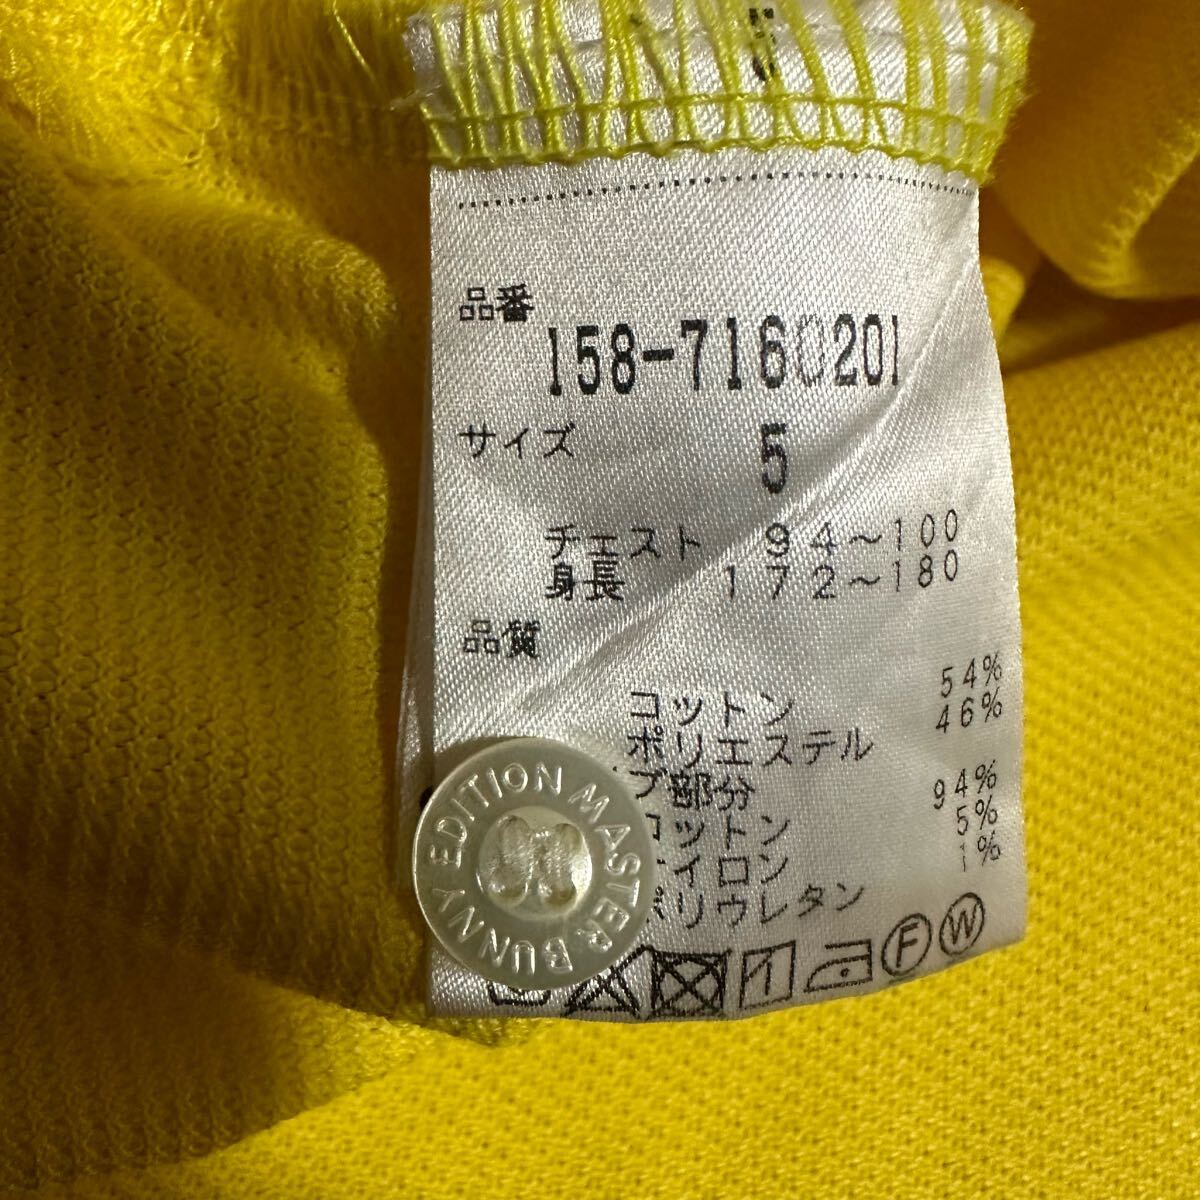 品番
158-7160201
サイズ 5
チェスト 94~100
身長 172~180
品質
コットン 54%
ポリエステル 46%
ブ部分
コットン 94%
イロン 5%
ポリウレタン 1%
F W
MASTER BUNNY EDITION